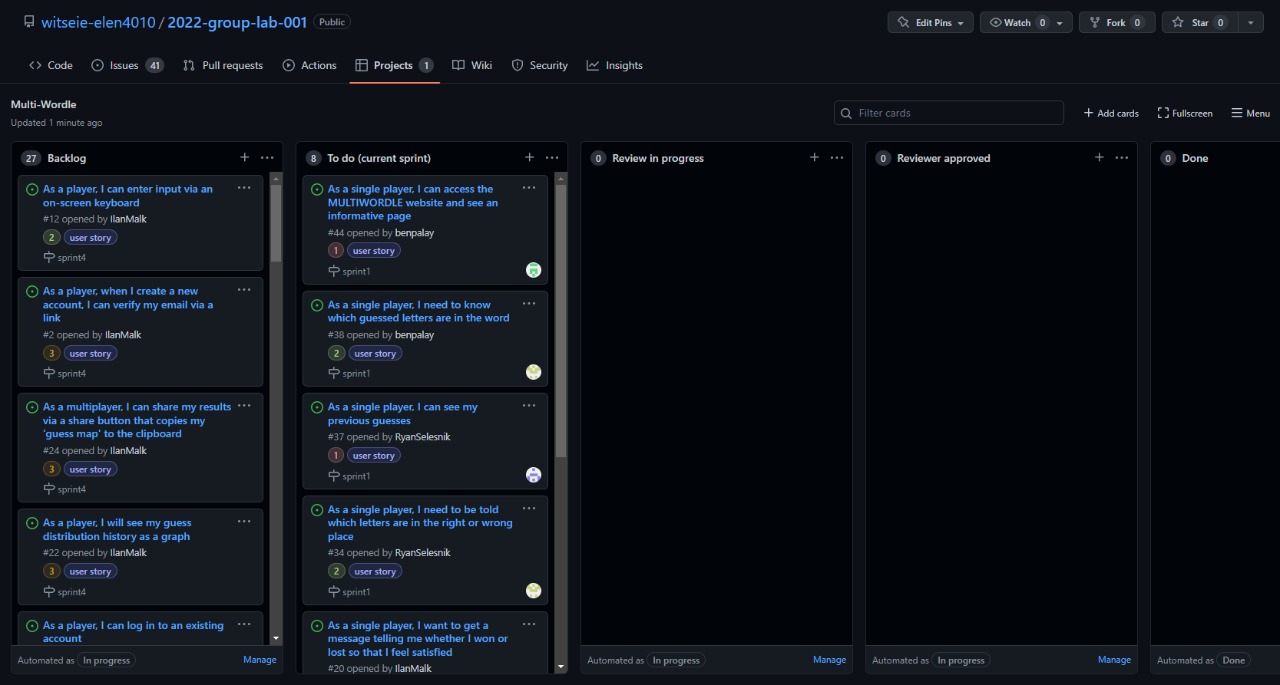 witseie-elen4010 / 2022-group-lab-001 Public
Edit Pins Watch 0 Fork 0 Star 0
Code Issues 41 Pull requests Actions Projects 1 Wiki Security Insights
Multi-Wordle
Updated 1 minute ago
Filter cards
Add cards Fullscreen Menu
27 Backlog
As a player, I can enter input via an
on-screen keyboard
#12 opened by IlanMalk
2 user story
sprint4
As a player, when I create a new
account, I can verify my email via a
link
#2 opened by IlanMalk
3 user story
sprint4
As a multiplayer, I can share my results
via a share button that copies my
'guess map' to the clipboard
#24 opened by IlanMalk
3 user story
sprint4
As a player, I will see my guess
distribution history as a graph
#22 opened by IlanMalk
3 user story
sprint4
As a player, I can log in to an existing
account
Automated as In progress Manage
8 To do (current sprint)
As a single player, I can access the
MULTIWORDLE website and see an
informative page
#44 opened by benpalay
1 user story
sprint1
As a single player, I need to know
which guessed letters are in the word
#38 opened by benpalay
2 user story
sprint1
As a single player, I can see my
previous guesses
#37 opened by RyanSelesnik
1 user story
sprint1
As a single player, I need to be told
which letters are in the right or wrong
place
#34 opened by RyanSelesnik
2 user story
sprint1
As a single player, I want to get a
message telling me whether I won or
lost so that I feel satisfied
#20 opened by IlanMalk
0 Review in progress
Automated as In progress Manage
0 Reviewer approved
Automated as In progress Manage
0 Done
Automated as Done